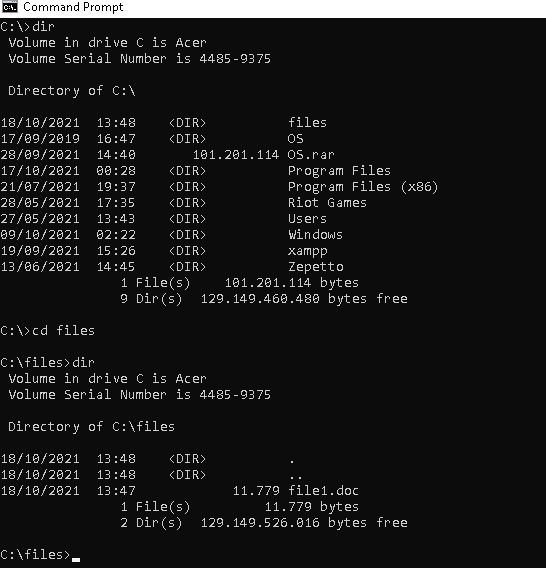 Command Prompt
C:\>dir
 Volume in drive C is Acer
 Volume Serial Number is 4485-9375

 Directory of C:\

18/10/2021  13:48    <DIR>          files
17/09/2019  16:47    <DIR>          OS
28/09/2021  14:40       101.201.114 OS.rar
17/10/2021  00:28    <DIR>          Program Files
21/07/2021  19:37    <DIR>          Program Files (x86)
28/05/2021  17:35    <DIR>          Riot Games
27/05/2021  13:43    <DIR>          Users
09/10/2021  02:22    <DIR>          Windows
19/09/2021  15:26    <DIR>          xampp
13/06/2021  14:45    <DIR>          Zepetto
               1 File(s)    101.201.114 bytes
               9 Dir(s)  129.149.460.480 bytes free

C:\>cd files

C:\files>dir
 Volume in drive C is Acer
 Volume Serial Number is 4485-9375

 Directory of C:\files

18/10/2021  13:48    <DIR>          .
18/10/2021  13:48    <DIR>          ..
18/10/2021  13:47            11.779 file1.doc
               1 File(s)         11.779 bytes
               2 Dir(s)  129.149.526.016 bytes free

C:\files>